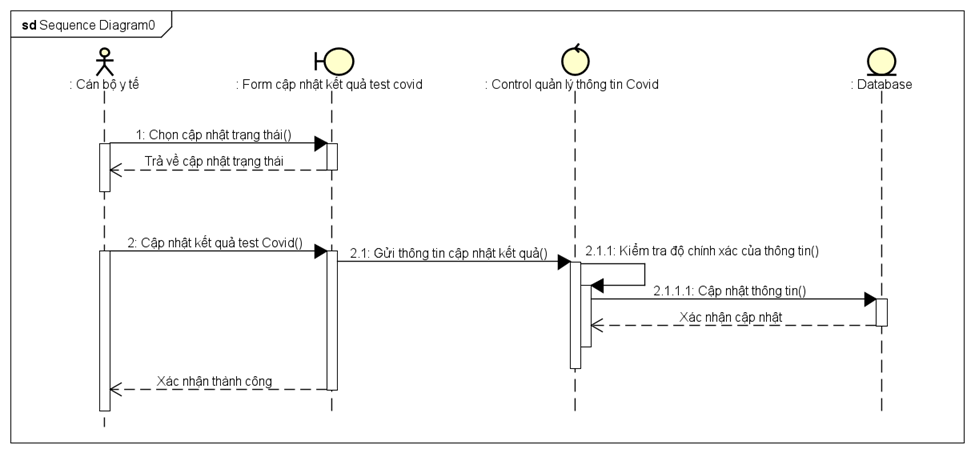 sd Sequence Diagram0
: Cán bộ y tế
: Form cập nhật kết quả test covid
: Control quản lý thông tin Covid
: Database
1: Chọn cập nhật trạng thái()
Trả về cập nhật trạng thái
2: Cập nhật kết quả test Covid()
2.1: Gửi thông tin cập nhật kết quả()
2.1.1: Kiểm tra độ chính xác của thông tin()
2.1.1.1: Cập nhật thông tin()
Xác nhận cập nhật
Xác nhận thành công